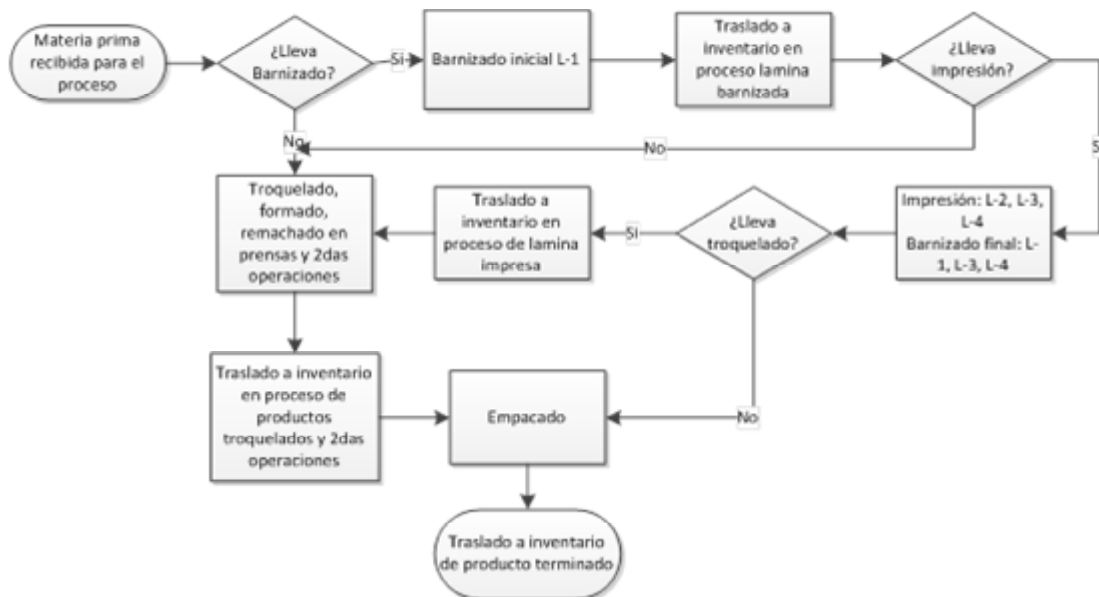 Materia prima
recibida para el
proceso
¿Lleva
Barnizado?
Si
Barnizado inicial L-1
Traslado a
inventario en
proceso lamina
barnizada
¿Lleva
impresión?
No
No
S
Troquelado,
formado,
remachado en
prensas y 2das
operaciones
Traslado a
inventario en
proceso de lamina
impresa
Si
¿Lleva
troquelado?
Impresión: L-2, L-3,
L-4
Barnizado final: L-
1, L-3, L-4
Traslado a inventario
en proceso de
productos
troquelados y 2das
operaciones
Empacado
No
Traslado a inventario
de producto terminado